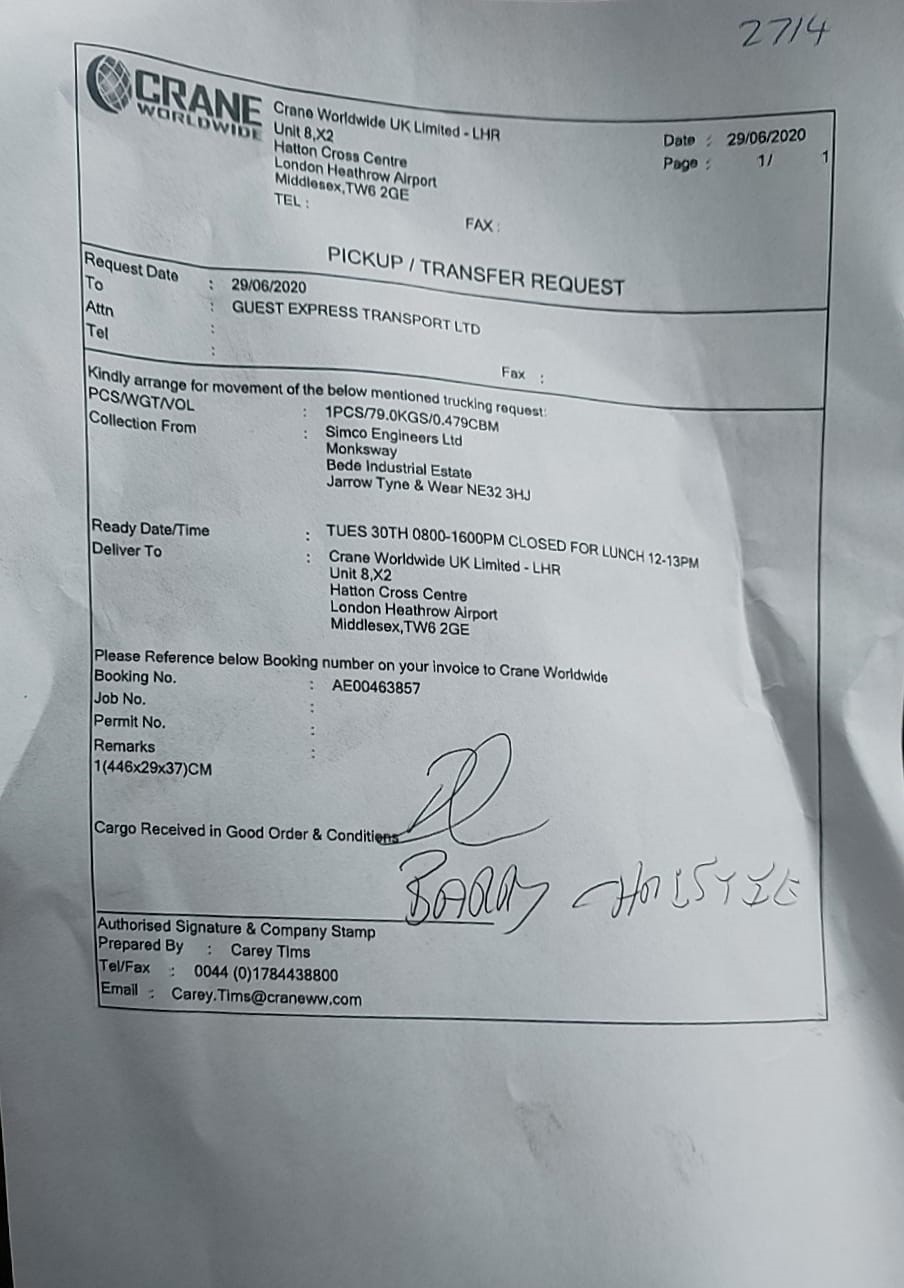 2714
CRANE
WORLDWIDE
Crane Worldwide UK Limited - LHR
Unit 8,X2
Hatton Cross Centre
London Heathrow Airport
Middlesex,TW6 2GE
TEL :
FAX :
Date : 29/06/2020
Page : 1/ 1
PICKUP / TRANSFER REQUEST
Request Date : 29/06/2020
To : GUEST EXPRESS TRANSPORT LTD
Attn :
Tel :
Fax :
Kindly arrange for movement of the below mentioned trucking request:
PCS/WGT/VOL : 1PCS/79.0KGS/0.479CBM
Collection From : Simco Engineers Ltd
Monksway
Bede Industrial Estate
Jarrow Tyne & Wear NE32 3HJ
Ready Date/Time : TUES 30TH 0800-1600PM CLOSED FOR LUNCH 12-13PM
Deliver To : Crane Worldwide UK Limited - LHR
Unit 8,X2
Hatton Cross Centre
London Heathrow Airport
Middlesex,TW6 2GE
Please Reference below Booking number on your invoice to Crane Worldwide
Booking No. : AE00463857
Job No. :
Permit No. :
Remarks :
1(446x29x37)CM
Cargo Received in Good Order & Conditions
BARRY
Authorised Signature & Company Stamp
Prepared By : Carey Tims
Tel/Fax : 0044 (0)1784438800
Email : Carey.Tims@craneww.com